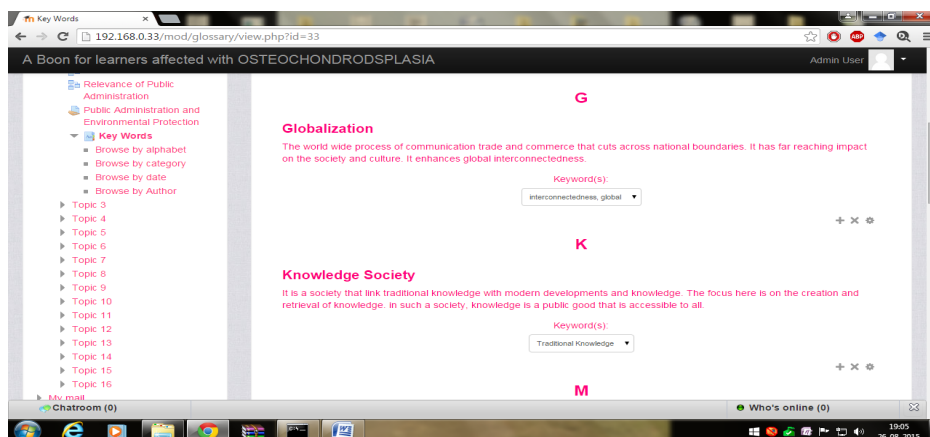 Key Words
192.168.0.33/mod/glossary/view.php?id=33
A Boon for learners affected with OSTEOCHONDRODSPLASIA
Admin User
Relevance of Public
Administration
Public Administration and
Environmental Protection
Key Words
Browse by alphabet
Browse by category
Browse by date
Browse by Author
Topic 3
Topic 4
Topic 5
Topic 6
Topic 7
Topic 8
Topic 9
Topic 10
Topic 11
Topic 12
Topic 13
Topic 14
Topic 15
Topic 16
My mail
G
Globalization
The world wide process of communication trade and commerce that cuts across national boundaries. It has far reaching impact
on the society and culture. It enhances global interconnectedness.
Keyword(s):
interconnectedness, global
K
Knowledge Society
It is a society that link traditional knowledge with modern developments and knowledge. The focus here is on the creation and
retrieval of knowledge. in such a society, knowledge is a public good that is accessible to all.
Keyword(s):
Traditional Knowledge
M
Chatroom (0)
Who's online (0)
19:05
26-08-2015